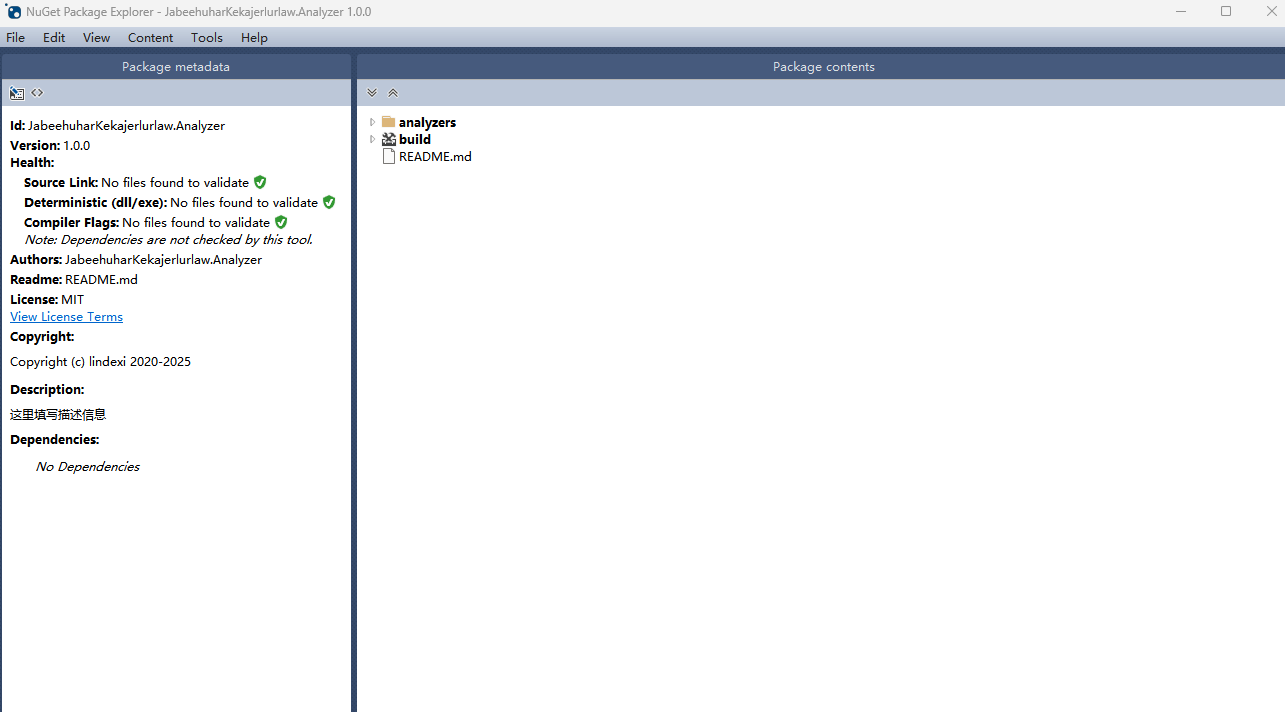 NuGet Package Explorer - JabeehuharKekajerlurlaw.Analyzer 1.0.0
File Edit View Content Tools Help
Package metadata
Package contents
Id: JabeehuharKekajerlurlaw.Analyzer
Version: 1.0.0
Health:
Source Link: No files found to validate
Deterministic (dll/exe): No files found to validate
Compiler Flags: No files found to validate
Note: Dependencies are not checked by this tool.
Authors: JabeehuharKekajerlurlaw.Analyzer
Readme: README.md
License: MIT
View License Terms
Copyright:
Copyright (c) lindexi 2020-2025
Description:
这里填写描述信息
Dependencies:
No Dependencies
analyzers
build
README.md